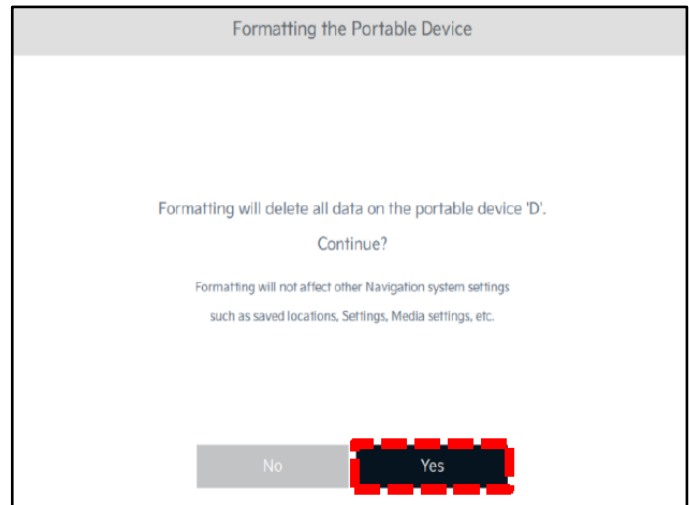 Formatting the Portable Device
Formatting will delete all data on the portable device 'D'.
Continue?
Formatting will not affect other Navigation system settings
such as saved locations, Settings, Media settings, etc.
No
Yes